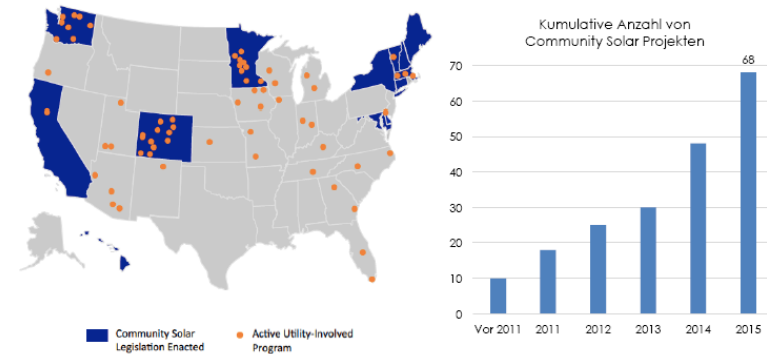 Community Solar
Legislation Enacted
Active Utility-Involved
Program
Kumulative Anzahl von
Community Solar Projekten
70
60
50
40
30
20
10
0
68
Vor 2011
2011
2012
2013
2014
2015